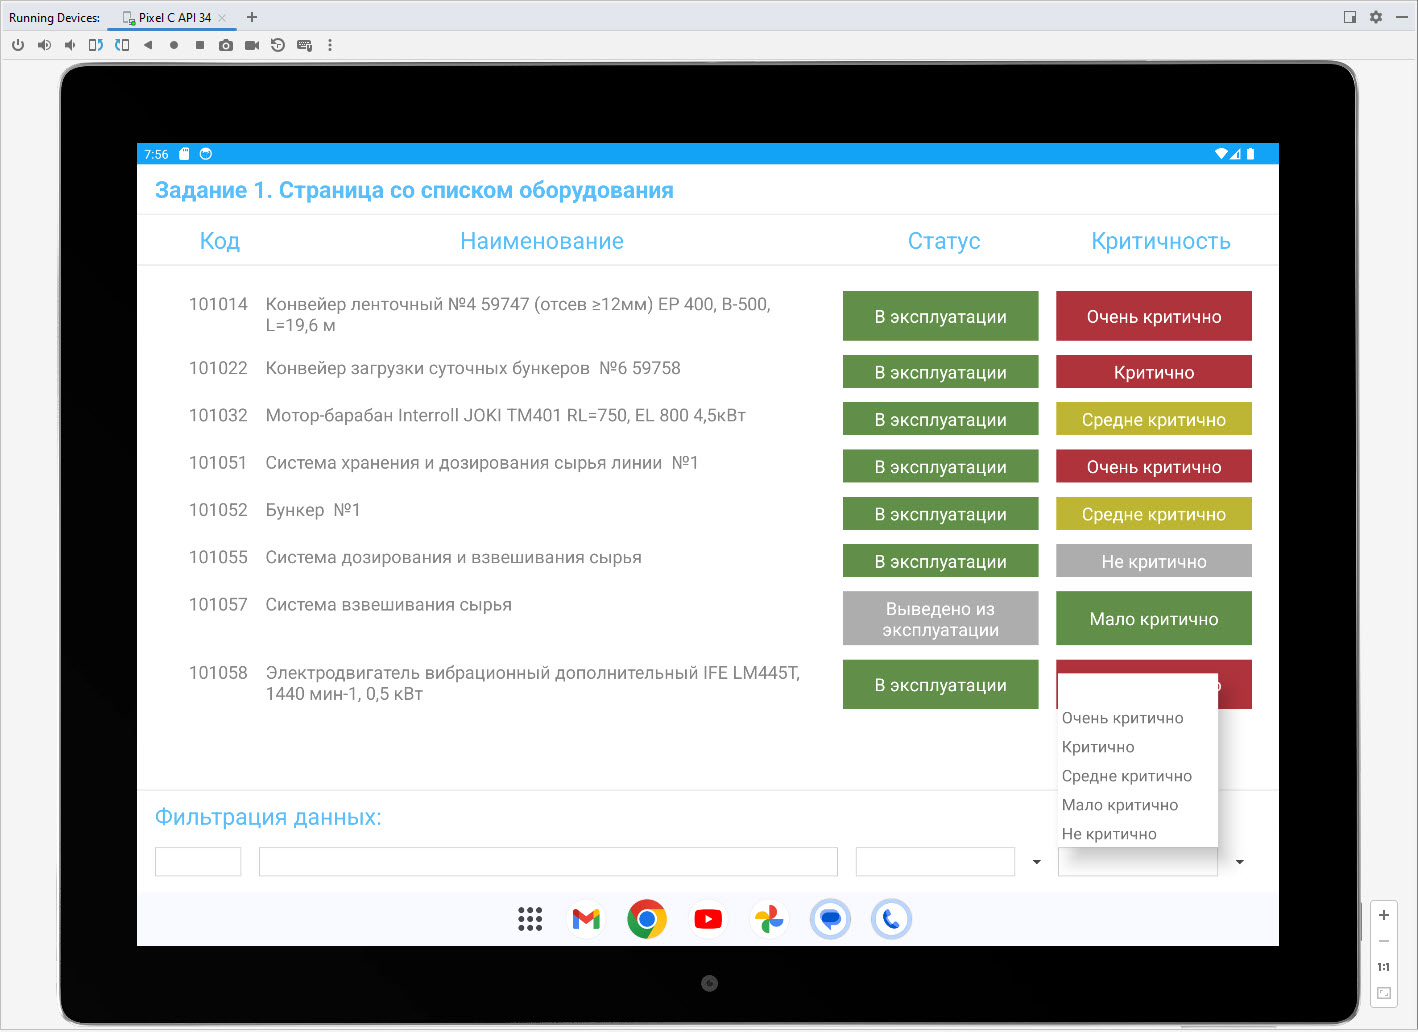 Running Devices:
Pixel C API 34
7:56
Задание 1. Страница со списком оборудования
Код
Наименование
Статус
Критичность
101014
Конвейер ленточный №4 59747 (отсев ≥12мм) EP 400, B-500,
L=19,6 м
В эксплуатации
Очень критично
101022
Конвейер загрузки суточных бункеров №6 59758
В эксплуатации
Критично
101032
Мотор-барабан Interroll JOKI TM401 RL=750, EL 800 4,5кВт
В эксплуатации
Средне критично
101051
Система хранения и дозирования сырья линии №1
В эксплуатации
Очень критично
101052
Бункер №1
В эксплуатации
Средне критично
101055
Система дозирования и взвешивания сырья
В эксплуатации
Не критично
101057
Система взвешивания сырья
Выведено из
эксплуатации
Мало критично
101058
Электродвигатель вибрационный дополнительный IFE LM445T,
1440 мин-1, 0,5 кВт
В эксплуатации
Очень критично
Критично
Средне критично
Мало критично
Не критично
Фильтрация данных:
1:1